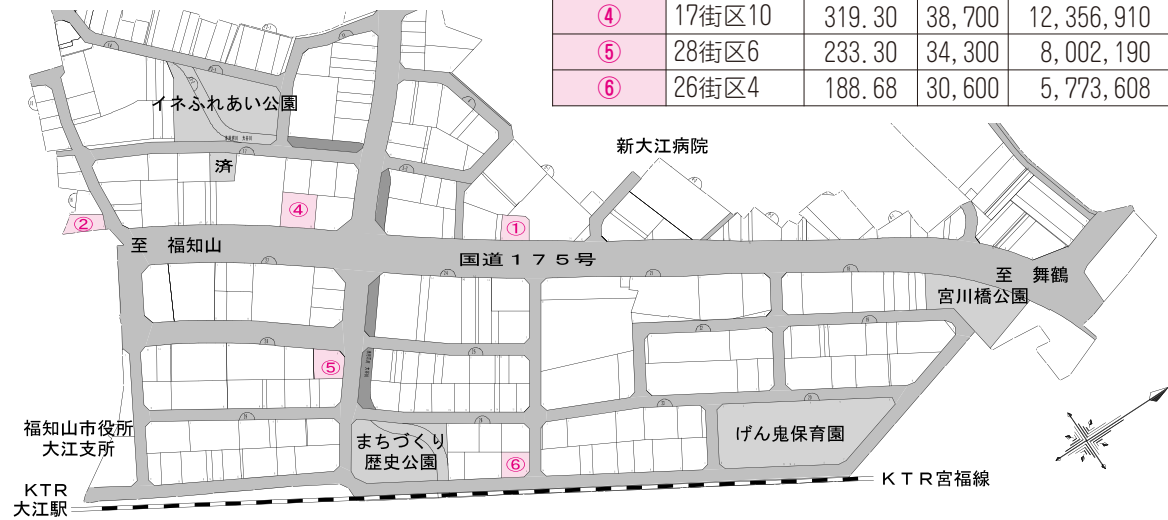 ④ 17街区10 319.30 38,700 12,356,910
⑤ 28街区6 233.30 34,300 8,002,190
⑥ 26街区4 188.68 30,600 5,773,608
イネふれあい公園
新大江病院
済
④
②
①
至 福知山
国道175号
至 舞鶴
宮川橋公園
⑤
福知山市役所
大江支所
まちづくり
歴史公園
げん鬼保育園
⑥
KTR宮福線
KTR
大江駅